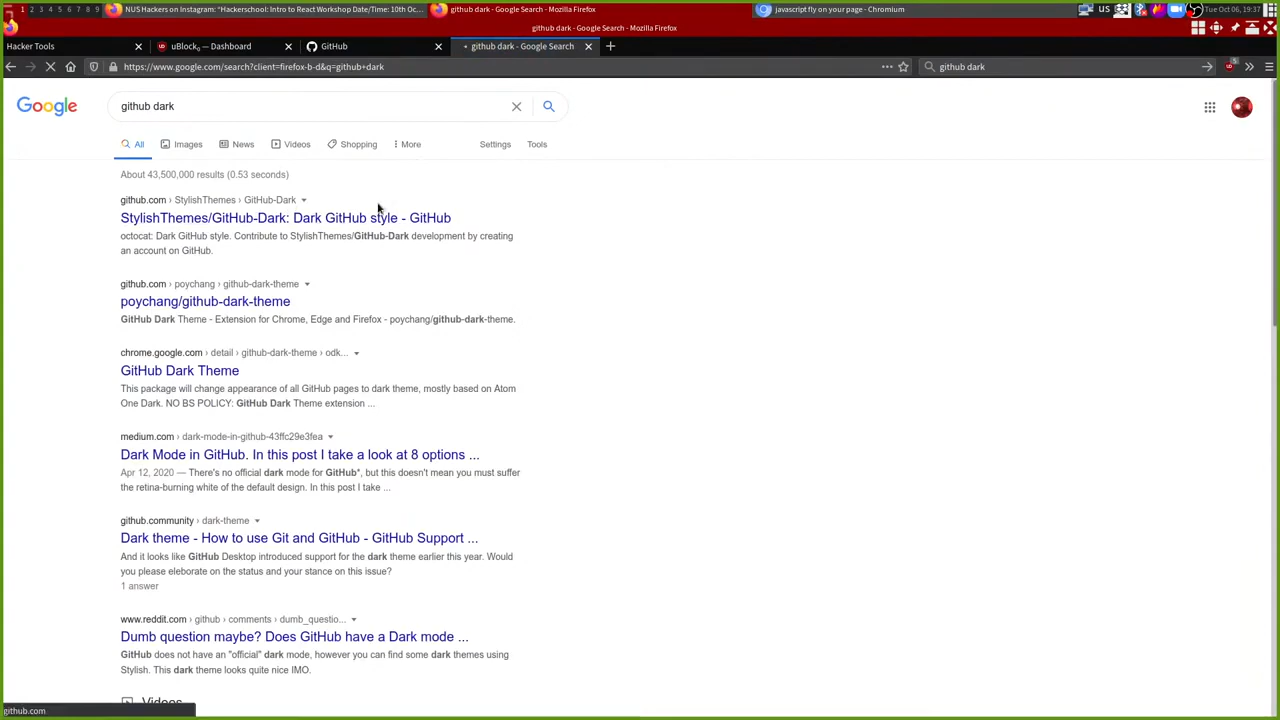 1 2 3 4 5 6 7 8 9 NUS Hackers on Instagram: "Hackerschool: Intro to React Workshop Date/Time: 10th Oc... github dark - Google Search - Mozilla Firefox javascript fly on your page - Chromium US Tue Oct 06, 19:37
github dark - Google Search - Mozilla Firefox
Hacker Tools uBlock₀ — Dashboard GitHub github dark - Google Search
https://www.google.com/search?client=firefox-b-d&q=github+dark github dark 5
Google github dark
All Images News Videos Shopping More Settings Tools
About 43,500,000 results (0.53 seconds)
github.com › StylishThemes › GitHub-Dark
StylishThemes/GitHub-Dark: Dark GitHub style - GitHub
octocat: Dark GitHub style. Contribute to StylishThemes/GitHub-Dark development by creating
an account on GitHub.
github.com › poychang › github-dark-theme
poychang/github-dark-theme
GitHub Dark Theme - Extension for Chrome, Edge and Firefox - poychang/github-dark-theme.
chrome.google.com › detail › github-dark-theme › odk...
GitHub Dark Theme
This package will change appearance of all GitHub pages to dark theme, mostly based on Atom
One Dark. NO BS POLICY: GitHub Dark Theme extension ...
medium.com › dark-mode-in-github-43ffc29e3fea
Dark Mode in GitHub. In this post I take a look at 8 options ...
Apr 12, 2020 — There's no official dark mode for GitHub*, but this doesn't mean you must suffer
the retina-burning white of the default design. In this post I take ...
github.community › dark-theme
Dark theme - How to use Git and GitHub - GitHub Support ...
And it looks like GitHub Desktop introduced support for the dark theme earlier this year. Would
you please eleborate on the status and your stance on this issue?
1 answer
www.reddit.com › github › comments › dumb_questio...
Dumb question maybe? Does GitHub have a Dark mode ...
GitHub does not have an "official" dark mode, however you can find some dark themes using
Stylish. This dark theme looks quite nice IMO.
Videos
github.com